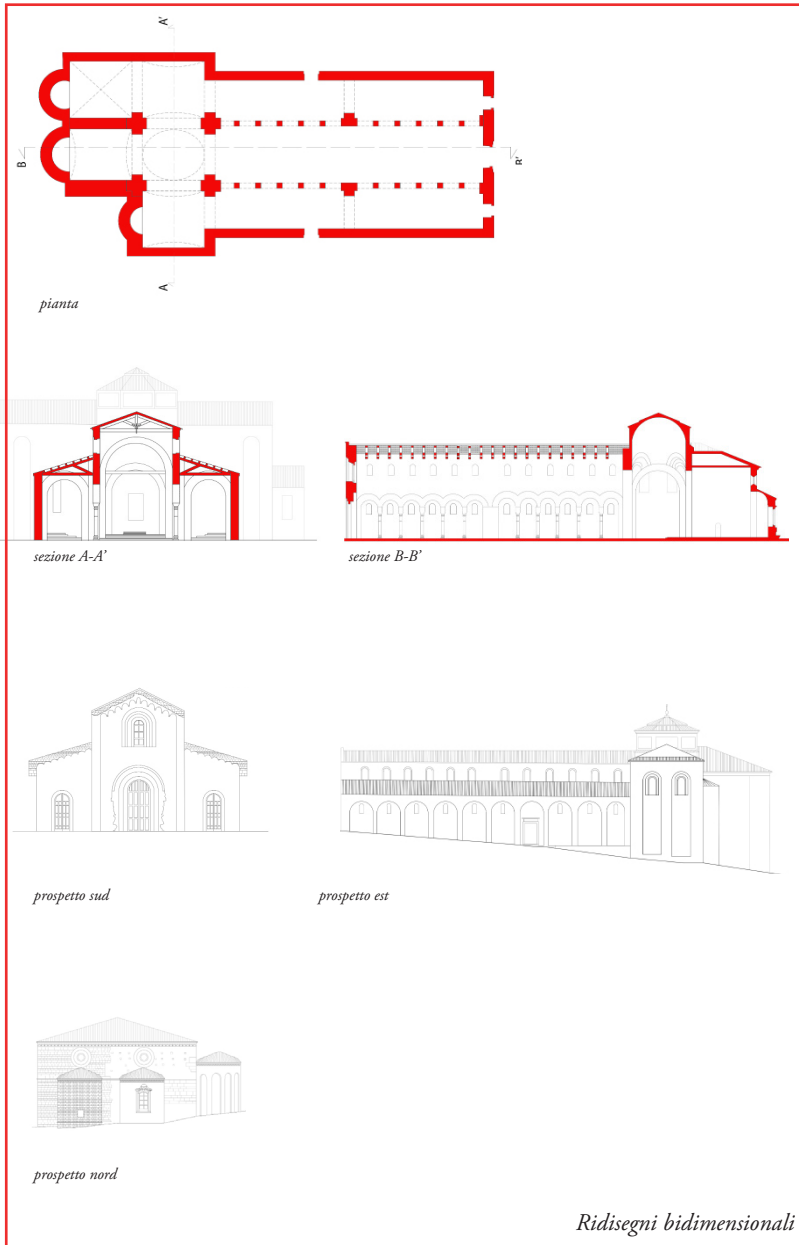 A'
B
B'
A
pianta
sezione A-A'
sezione B-B'
prospetto sud
prospetto est
prospetto nord
Ridisegni bidimensionali